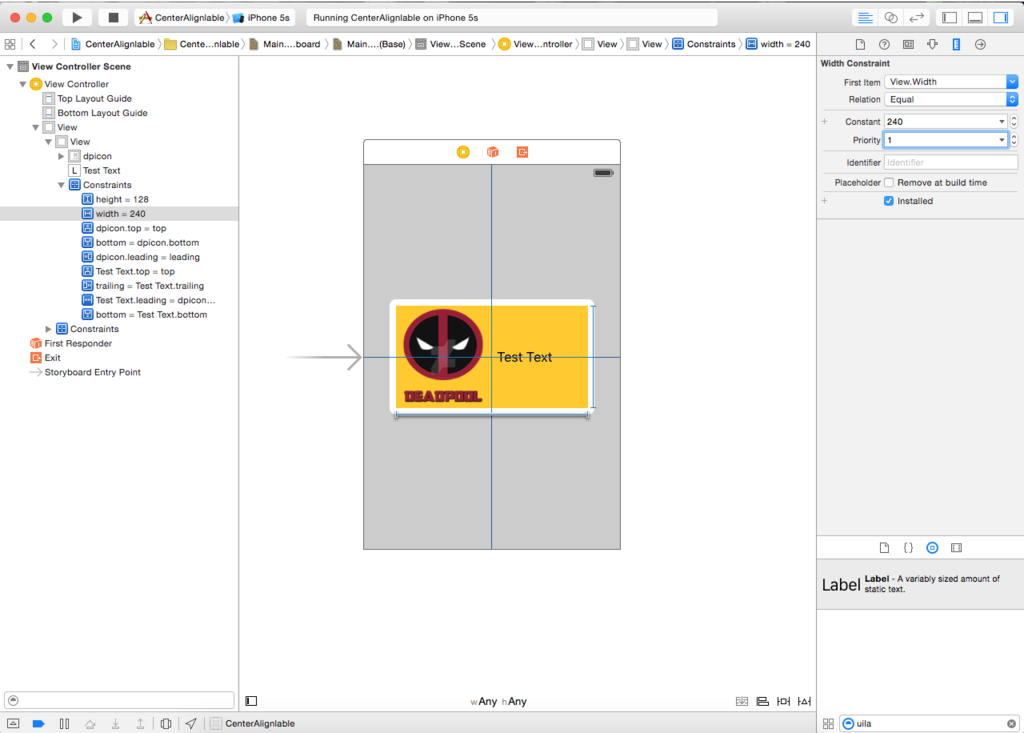 CenterAlignlable
iPhone 5s
Running CenterAlignlable on iPhone 5s
CenterAlignlable
Cente...nlable
Main....board
Main....(Base)
View...Scene
View...ntroller
View
View
Constraints
width = 240
View Controller Scene
View Controller
Top Layout Guide
Bottom Layout Guide
View
View
dpicon
L Test Text
Constraints
height = 128
width = 240
dpicon.top = top
bottom = dpicon.bottom
dpicon.leading = leading
Test Text.top = top
trailing = Test Text.trailing
Test Text.leading = dpicon...
bottom = Test Text.bottom
Constraints
First Responder
Exit
Storyboard Entry Point
Test Text
DEADPOOL
wAny hAny
Width Constraint
First Item View.Width
Relation Equal
Constant 240
Priority 1
Identifier Identifier
Placeholder Remove at build time
Installed
Label Label - A variably sized amount of
static text.
CenterAlignlable
uila